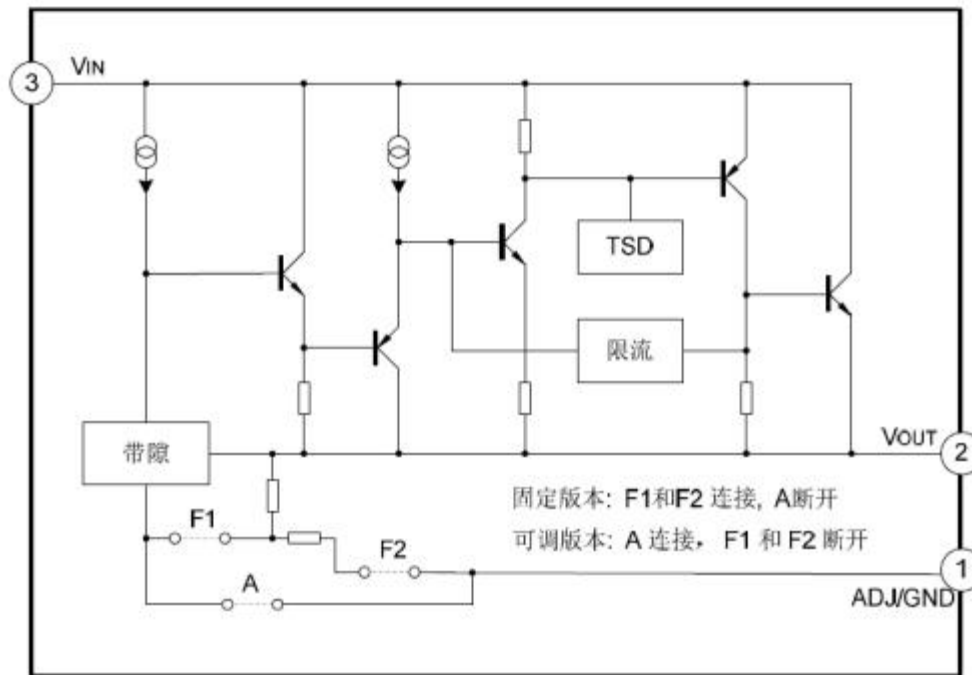 3
VIN
TSD
限流
带隙
VOUT
2
固定版本: F1和F2 连接, A断开
可调版本: A 连接， F1 和 F2 断开
F1
F2
A
1
ADJ/GND